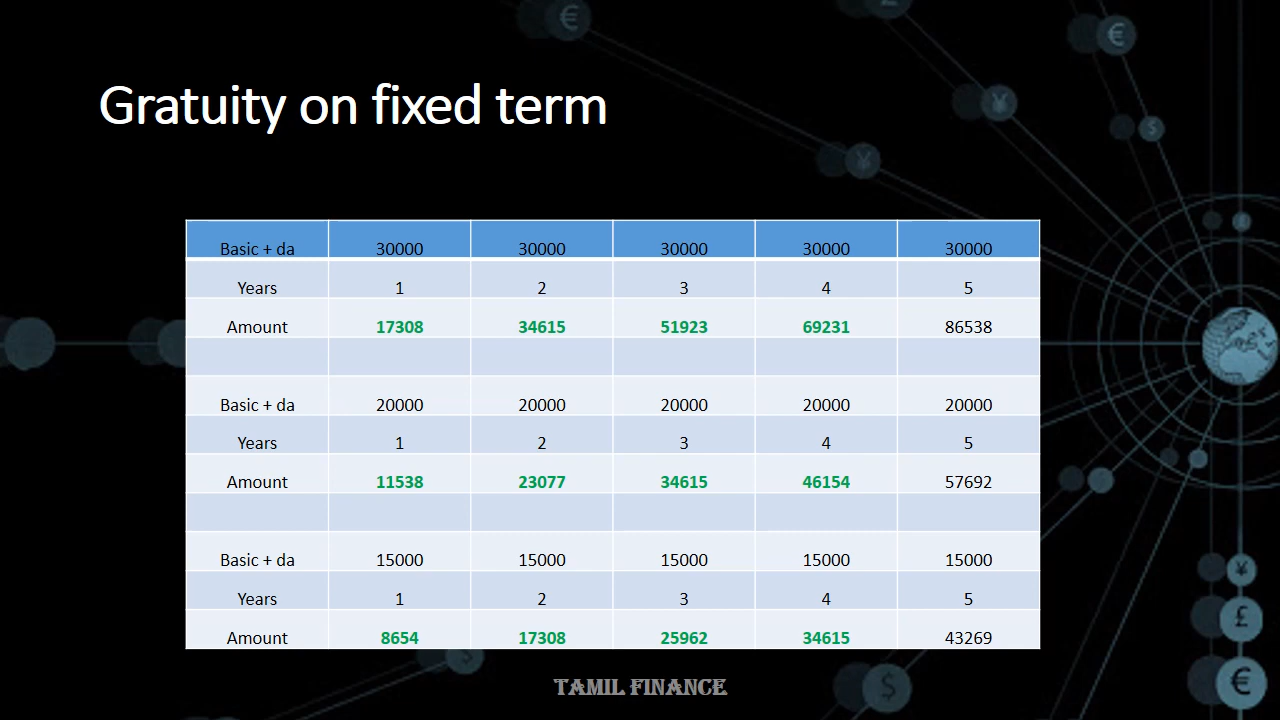 Gratuity on fixed term
Basic + da 30000 30000 30000 30000 30000
Years 1 2 3 4 5
Amount 17308 34615 51923 69231 86538
Basic + da 20000 20000 20000 20000 20000
Years 1 2 3 4 5
Amount 11538 23077 34615 46154 57692
Basic + da 15000 15000 15000 15000 15000
Years 1 2 3 4 5
Amount 8654 17308 25962 34615 43269
TAMIL FINANCE